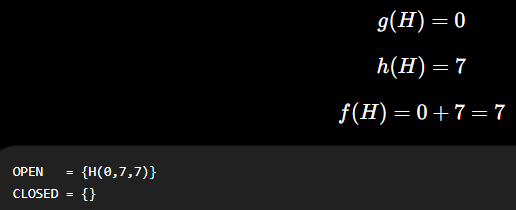 g(H) = 0
h(H) = 7
f(H) = 0 + 7 = 7
OPEN   = {H(0,7,7)}
CLOSED = {}